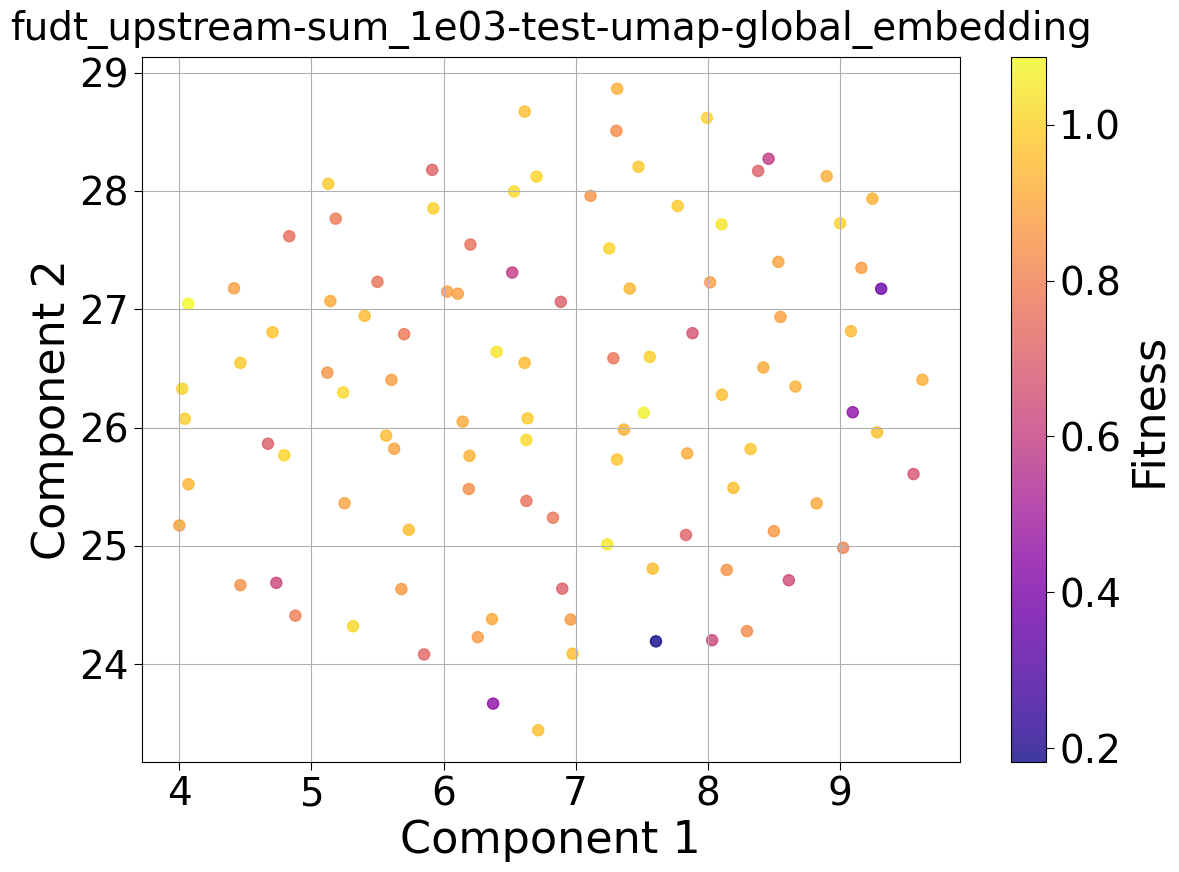 fudt_upstream-sum_1e03-test-umap-global_embedding
29
28
27
26
25
24
Component 2
4 5 6 7 8 9
Component 1
1.0
0.8
0.6
0.4
0.2
Fitness